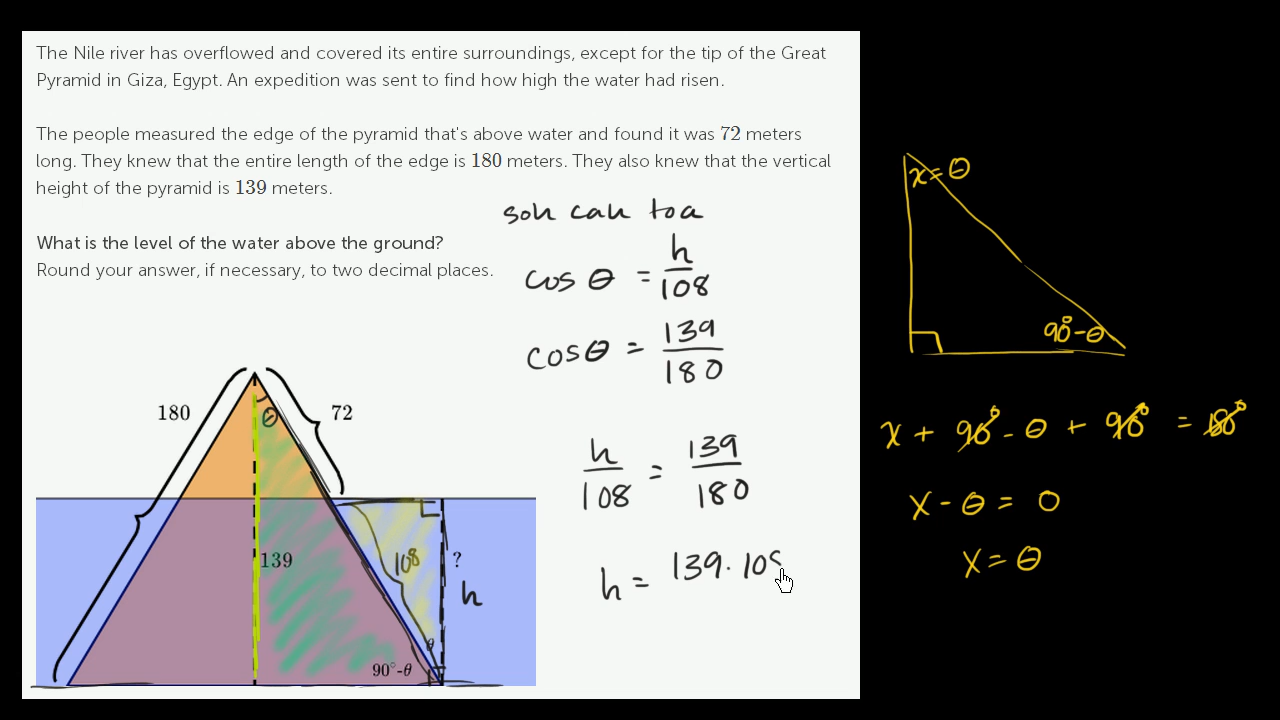 The Nile river has overflowed and covered its entire surroundings, except for the tip of the Great
Pyramid in Giza, Egypt. An expedition was sent to find how high the water had risen.
The people measured the edge of the pyramid that's above water and found it was 72 meters
long. They knew that the entire length of the edge is 180 meters. They also knew that the vertical
height of the pyramid is 139 meters.
What is the level of the water above the ground?
Round your answer, if necessary, to two decimal places.
soh cah toa
cos θ = h/108
cos θ = 139/180
h/108 = 139/180
h = 139 · 108
180
θ
72
139
108
?
h
θ
90°-θ
x = θ
90°-θ
x + 90° - θ + 90° = 180°
x - θ = 0
x = θ